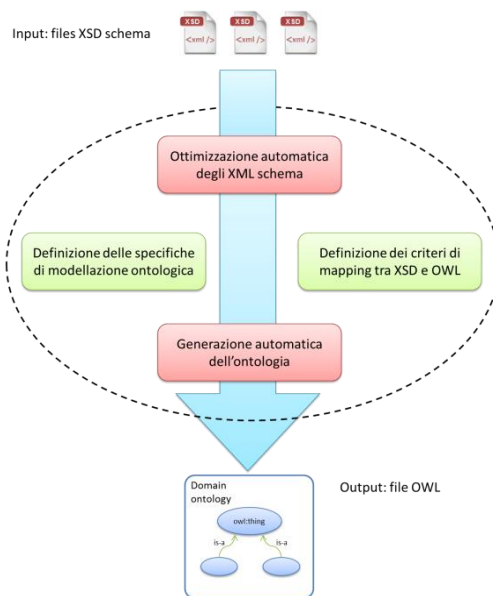 Input: files XSD schema
XSD
XSD
XSD
<xml />
<xml />
<xml />
Ottimizzazione automatica
degli XML schema
Definizione delle specifiche
di modellazione ontologica
Definizione dei criteri di
mapping tra XSD e OWL
Generazione automatica
dell'ontologia
Domain
ontology
Output: file OWL
owl:thing
is-a
is-a